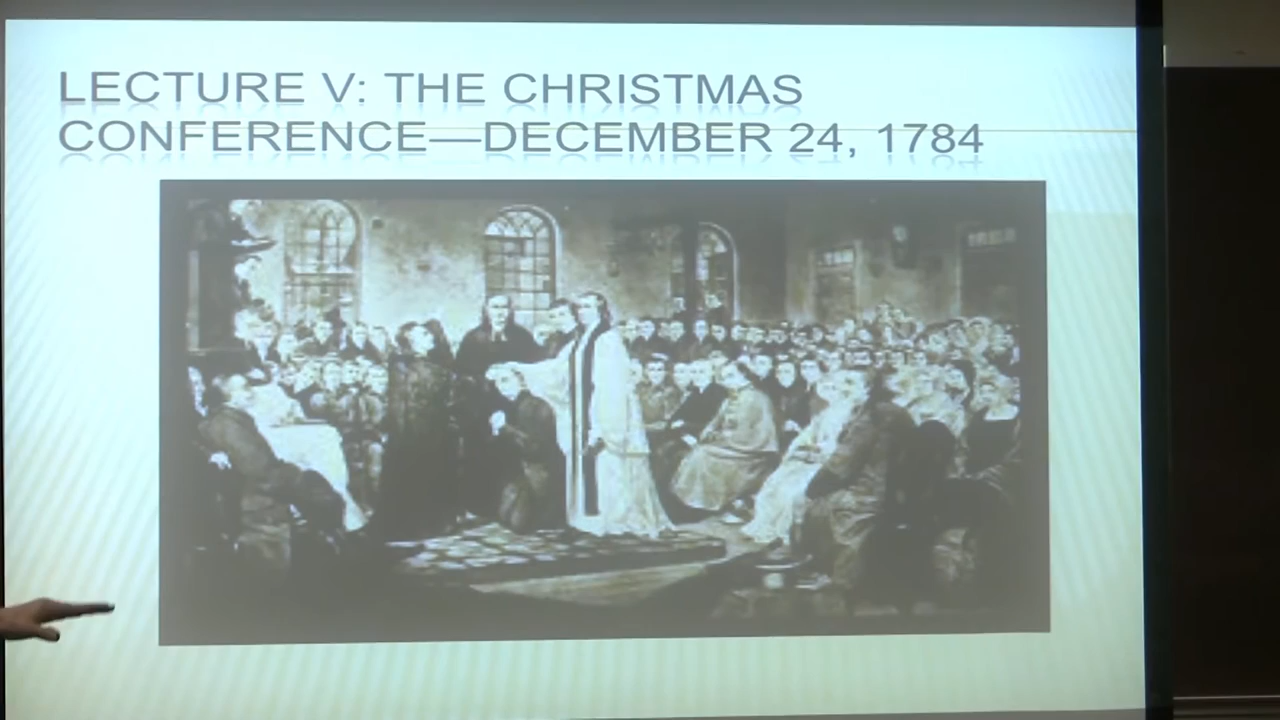 LECTURE V: THE CHRISTMAS
CONFERENCE—DECEMBER 24, 1784